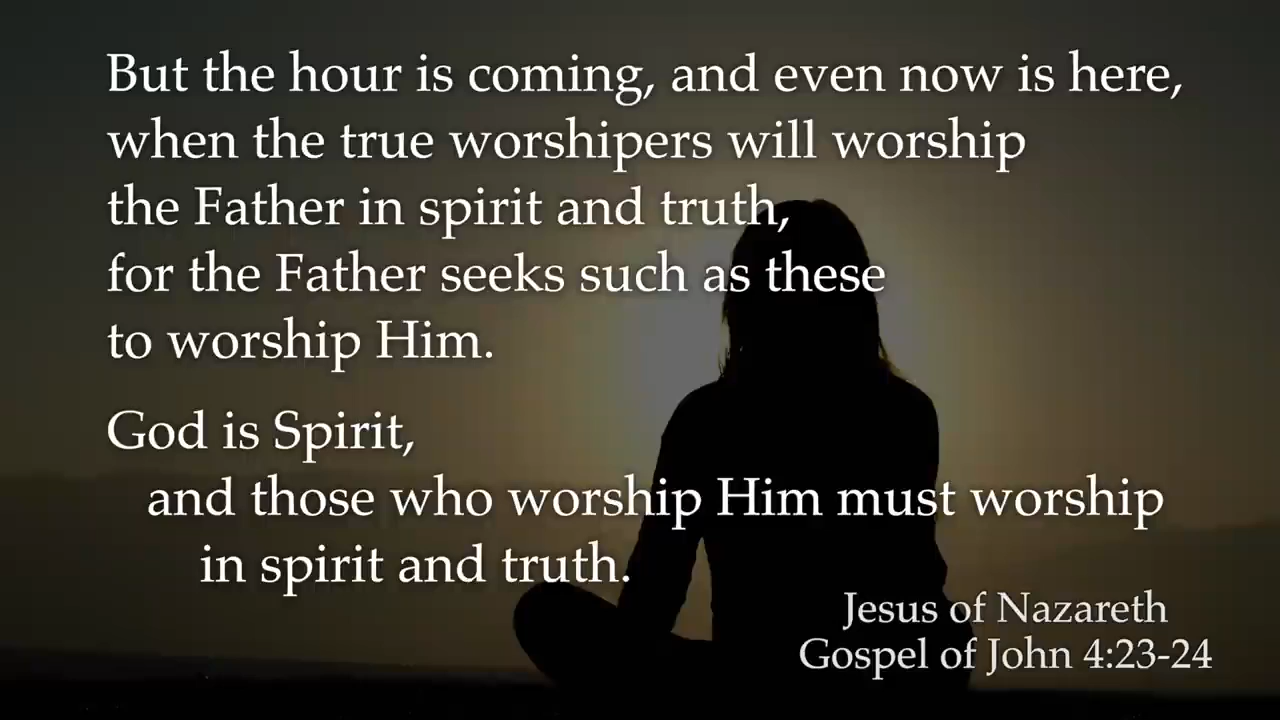 But the hour is coming, and even now is here,
when the true worshipers will worship
the Father in spirit and truth,
for the Father seeks such as these
to worship Him.
God is Spirit,
and those who worship Him must worship
in spirit and truth.
Jesus of Nazareth
Gospel of John 4:23-24